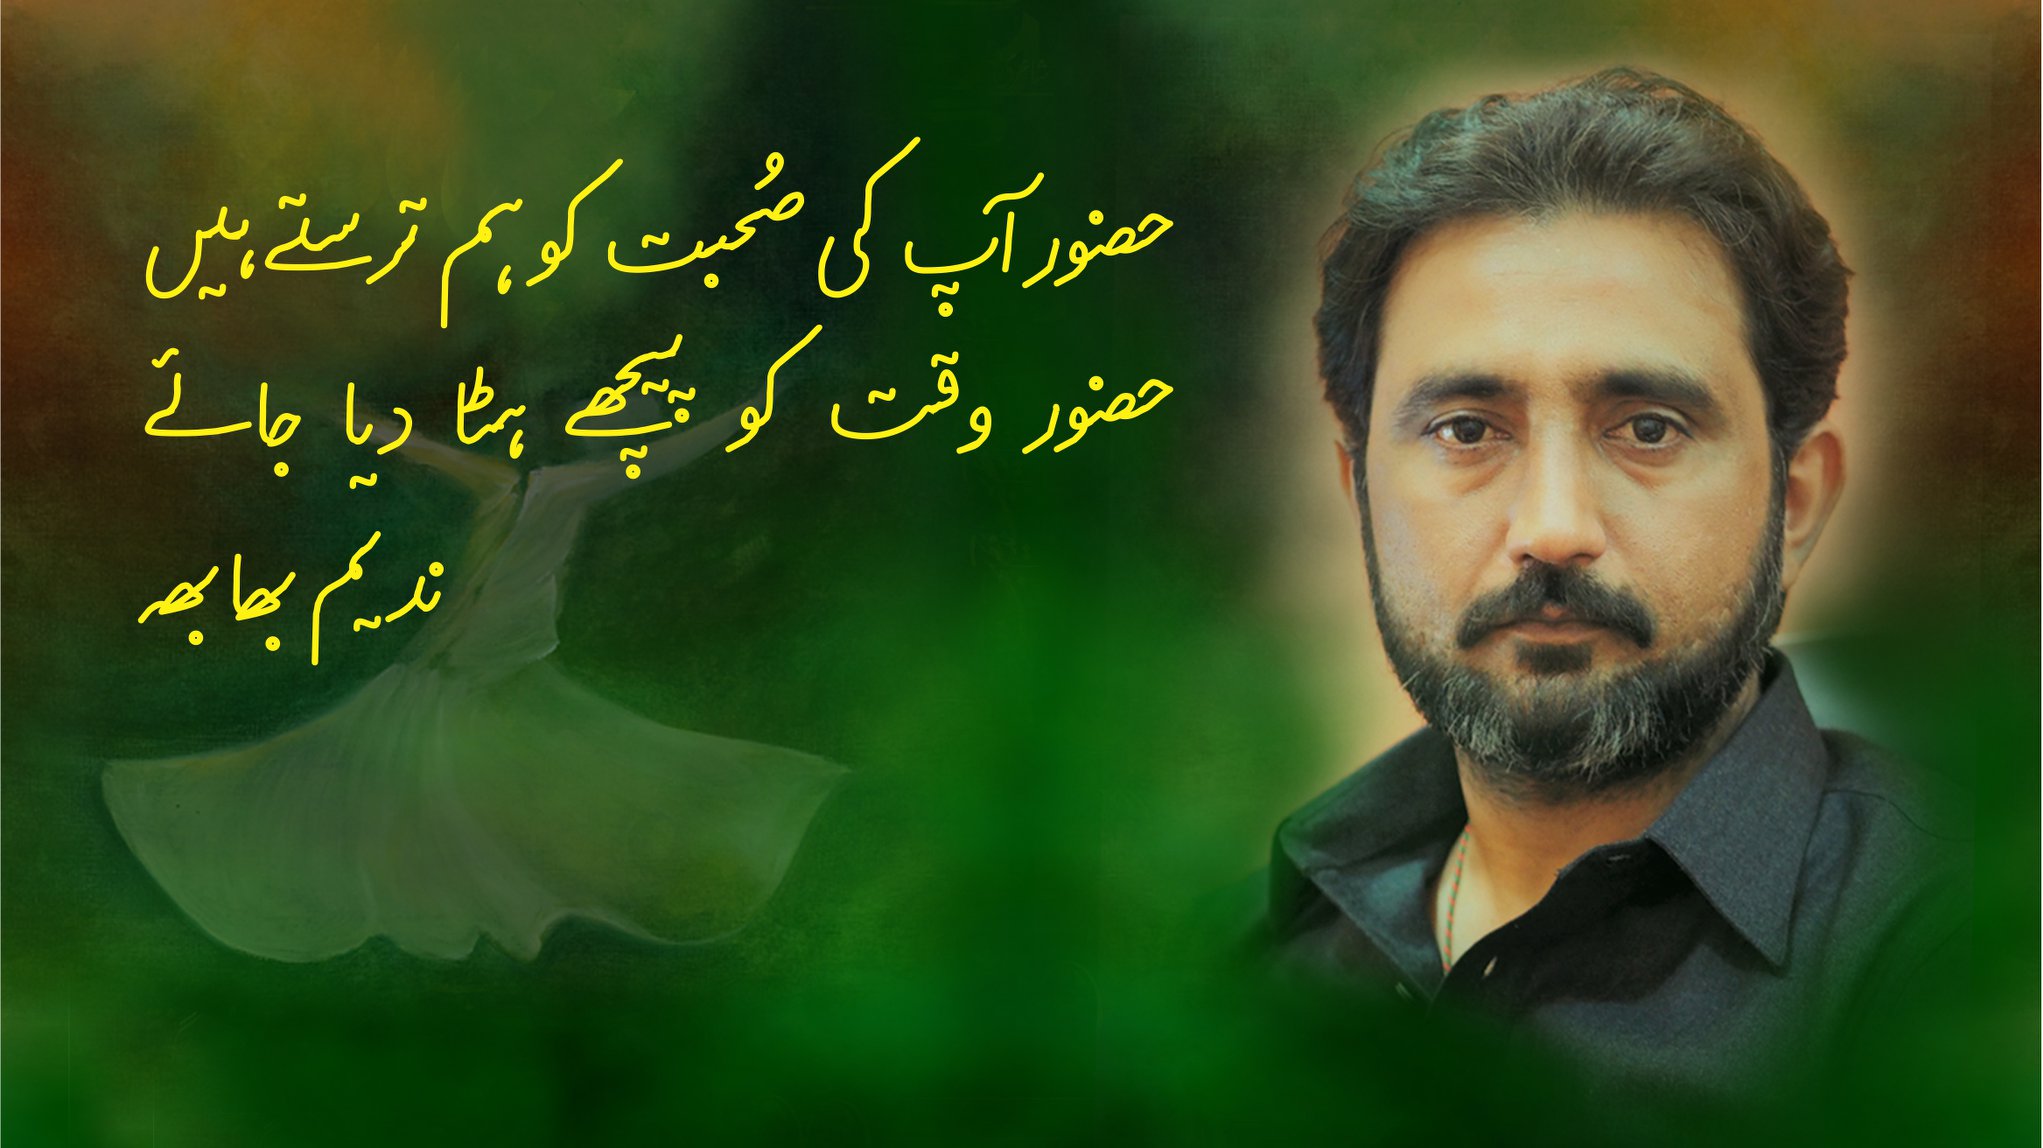 حضور آپ کی صُحبت کو ہم ترستے ہیں
حضور وقت کو پیچھے ہٹا دیا جائے
ندیم بھابھہ